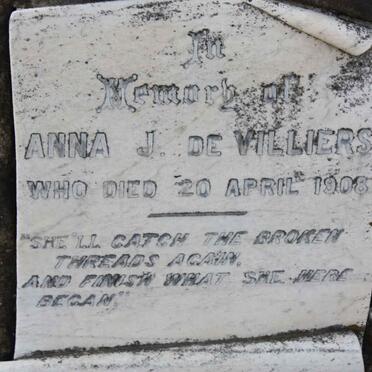 In
Memory of
ANNA J. DE VILLIERS
WHO DIED 20 APRIL 1908
"SHE'LL CATCH THE BROKEN
THREADS AGAIN,
AND FINISH WHAT SHE HERE
BEGAN."